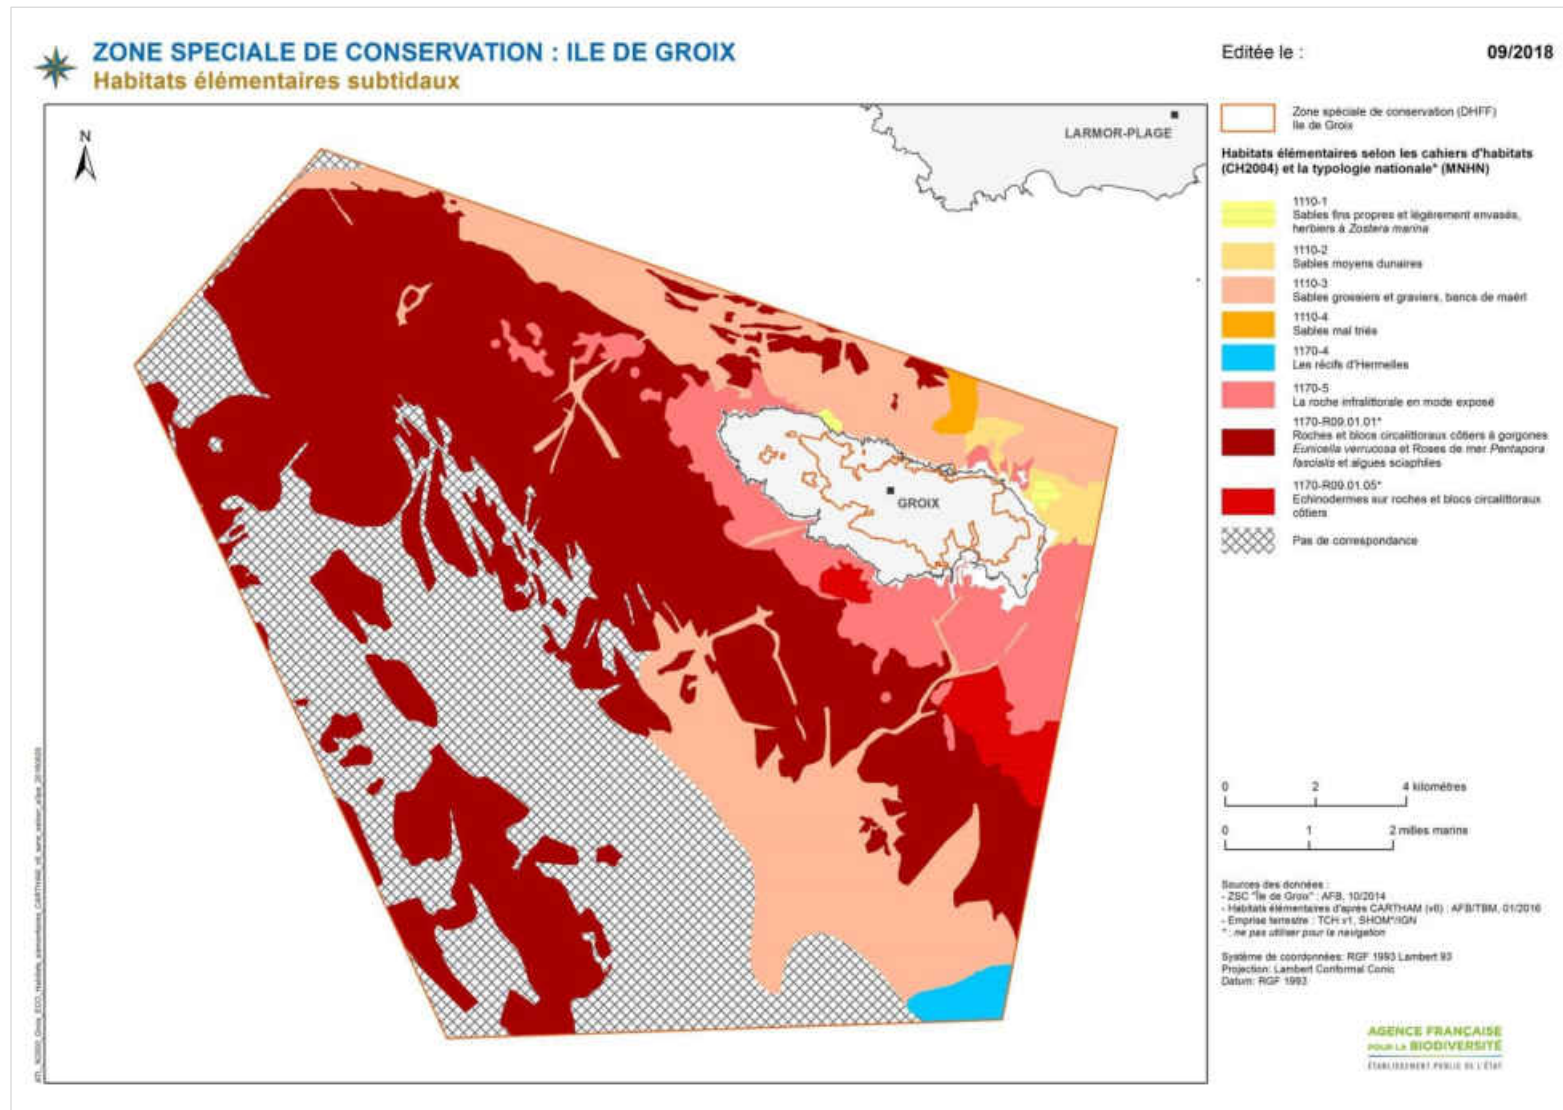 ZONE SPECIALE DE CONSERVATION : ILE DE GROIX
Habitats élémentaires subtidaux
Editée le : 09/2018
N
LARMOR-PLAGE
GROIX
Zone spéciale de conservation (DHFF)
Ile de Groix
Habitats élémentaires selon les cahiers d'habitats
(CH2004) et la typologie nationale* (MNHN)
1110-1
Sables fins propres et légèrement envasés,
herbiers à Zostera marina
1110-2
Sables moyens dunaires
1110-3
Sables grossiers et graviers, bancs de maërl
1110-4
Sables mal triés
1170-4
Les récifs d'Hermelles
1170-5
La roche infralittorale en mode exposé
1170-R09.01.01*
Roches et blocs circalittoraux côtiers à gorgones
Eunicella verrucosa et Roses de mer Pentapora
fascialis et algues sciaphiles
1170-R09.01.05*
Echinodermes sur roches et blocs circalittoraux
côtiers
Pas de correspondance
0 2 4 kilomètres
0 1 2 milles marins
Sources des données :
- ZSC "Île de Groix" : AFB, 10/2014
- Habitats élémentaires d'après CARTHAM (v6) : AFB/TBM, 01/2016
- Emprise terrestre : TCH v1, SHOM*/IGN
* : ne pas utiliser pour la navigation
Système de coordonnées: RGF 1993 Lambert 93
Projection: Lambert Conformal Conic
Datum: RGF 1993
AGENCE FRANÇAISE
POUR LA BIODIVERSITÉ
ÉTABLISSEMENT PUBLIC DE L'ÉTAT